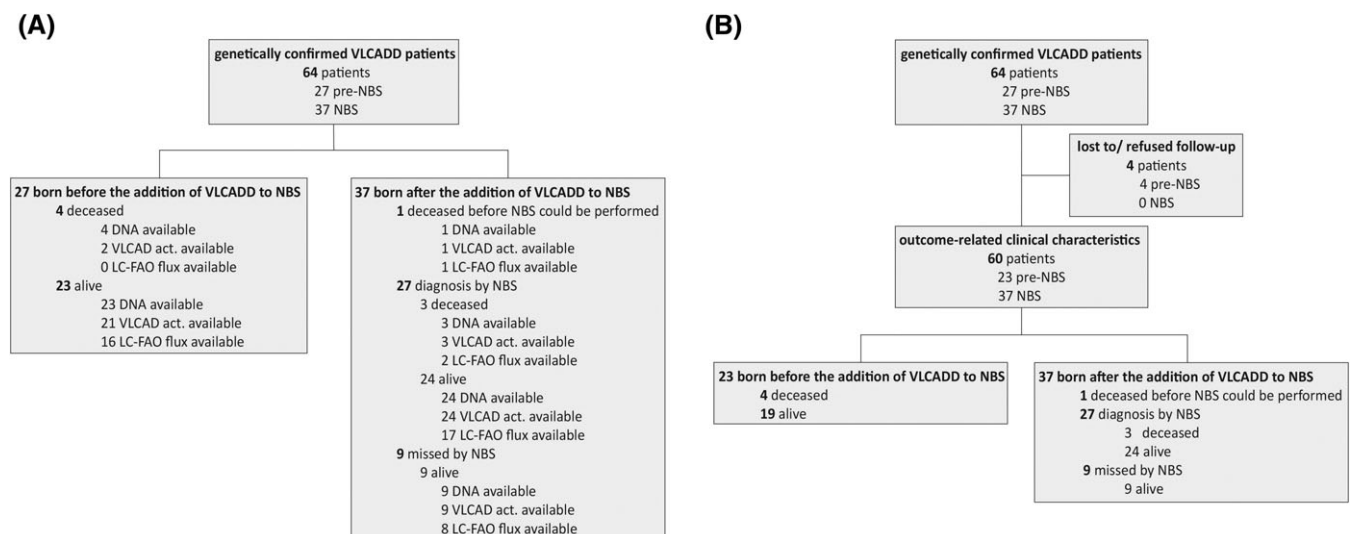 (A)
genetically confirmed VLCADD patients
64 patients
27 pre-NBS
37 NBS
27 born before the addition of VLCADD to NBS
4 deceased
4 DNA available
2 VLCAD act. available
0 LC-FAO flux available
23 alive
23 DNA available
21 VLCAD act. available
16 LC-FAO flux available
37 born after the addition of VLCADD to NBS
1 deceased before NBS could be performed
1 DNA available
1 VLCAD act. available
1 LC-FAO flux available
27 diagnosis by NBS
3 deceased
3 DNA available
3 VLCAD act. available
2 LC-FAO flux available
24 alive
24 DNA available
24 VLCAD act. available
17 LC-FAO flux available
9 missed by NBS
9 alive
9 DNA available
9 VLCAD act. available
8 LC-FAO flux available
(B)
genetically confirmed VLCADD patients
64 patients
27 pre-NBS
37 NBS
lost to/ refused follow-up
4 patients
4 pre-NBS
0 NBS
outcome-related clinical characteristics
60 patients
23 pre-NBS
37 NBS
23 born before the addition of VLCADD to NBS
4 deceased
19 alive
37 born after the addition of VLCADD to NBS
1 deceased before NBS could be performed
27 diagnosis by NBS
3 deceased
24 alive
9 missed by NBS
9 alive